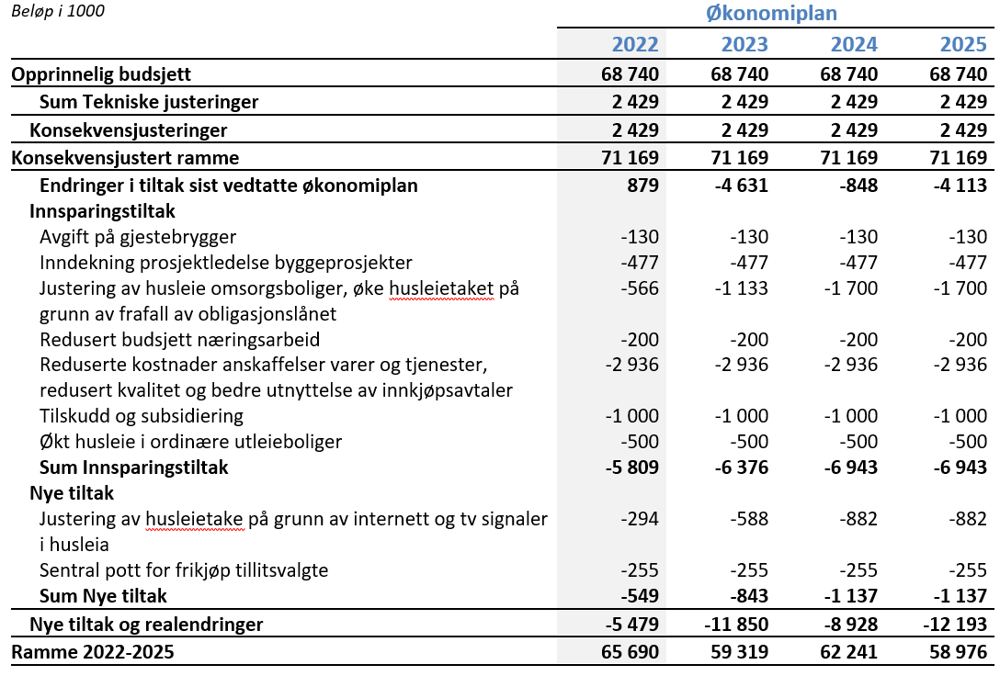 Beløp i 1000
Økonomiplan
2022 2023 2024 2025
Opprinnelig budsjett 68 740 68 740 68 740 68 740
Sum Tekniske justeringer 2 429 2 429 2 429 2 429
Konsekvensjusteringer 2 429 2 429 2 429 2 429
Konsekvensjustert ramme 71 169 71 169 71 169 71 169
Endringer i tiltak sist vedtatte økonomiplan 879 -4 631 -848 -4 113
Innsparingstiltak
Avgift på gjestebrygger -130 -130 -130 -130
Inndekning prosjektledelse byggeprosjekter -477 -477 -477 -477
Justering av husleie omsorgsboliger, øke husleietaket på -566 -1 133 -1 700 -1 700
grunn av frafall av obligasjonslånet
Redusert budsjett næringsarbeid -200 -200 -200 -200
Reduserte kostnader anskaffelser varer og tjenester, -2 936 -2 936 -2 936 -2 936
redusert kvalitet og bedre utnyttelse av innkjøpsavtaler
Tilskudd og subsidiering -1 000 -1 000 -1 000 -1 000
Økt husleie i ordinære utleieboliger -500 -500 -500 -500
Sum Innsparingstiltak -5 809 -6 376 -6 943 -6 943
Nye tiltak
Justering av husleietake på grunn av internett og tv signaler -294 -588 -882 -882
i husleia
Sentral pott for frikjøp tillitsvalgte -255 -255 -255 -255
Sum Nye tiltak -549 -843 -1 137 -1 137
Nye tiltak og realendringer -5 479 -11 850 -8 928 -12 193
Ramme 2022-2025 65 690 59 319 62 241 58 976